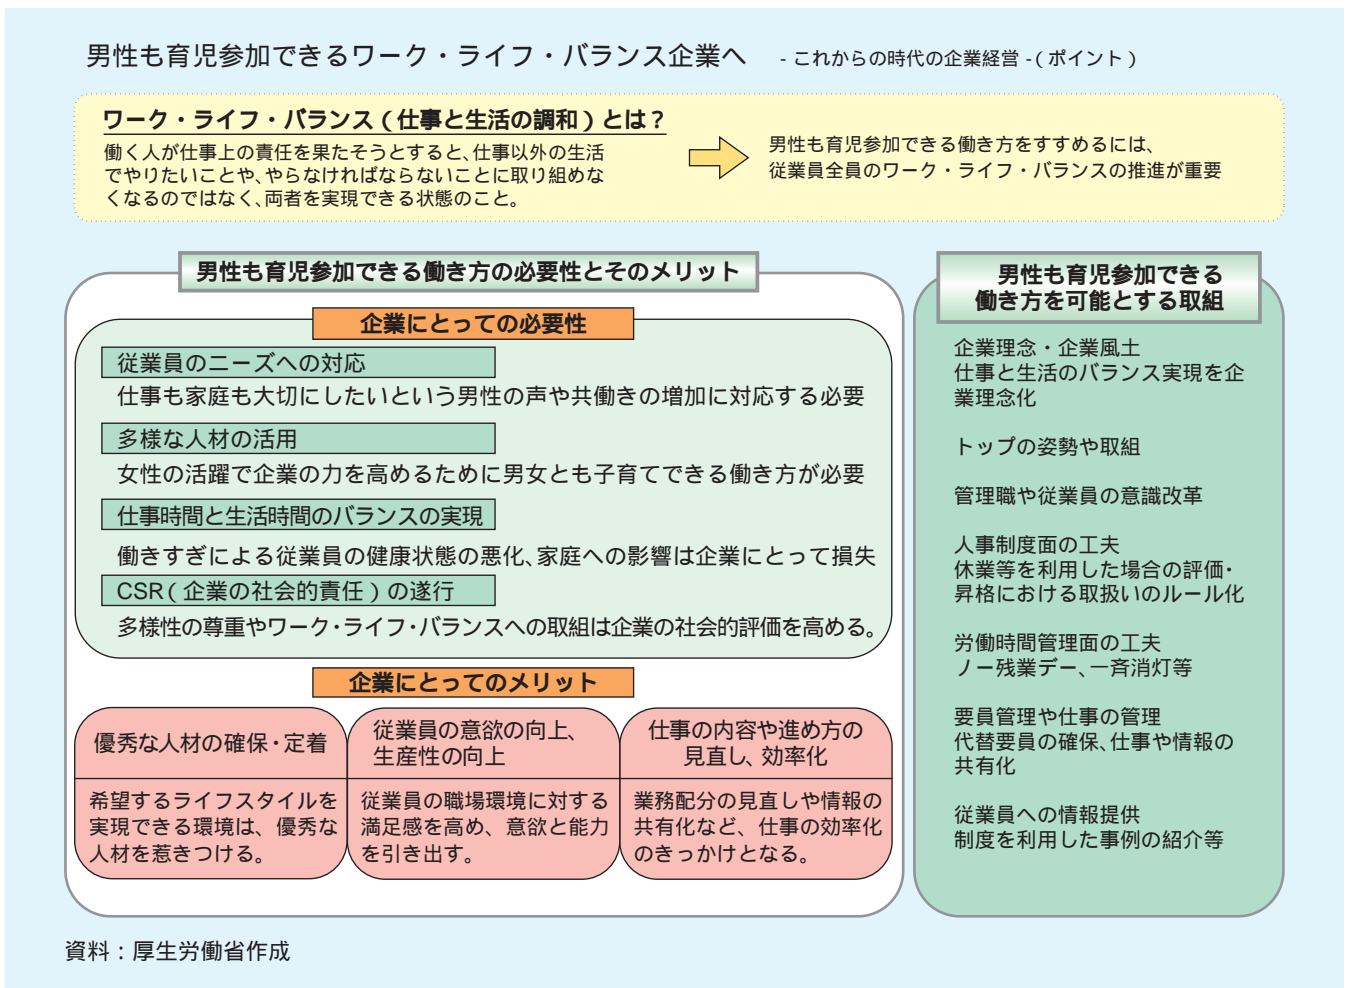 男性も育児参加できるワーク・ライフ・バランス企業へ - これからの時代の企業経営 -(ポイント)
ワーク・ライフ・バランス(仕事と生活の調和)とは?
働く人が仕事上の責任を果たそうとすると、仕事以外の生活
でやりたいことや、やらなければならないことに取り組めな
くなるのではなく、両者を実現できる状態のこと。
男性も育児参加できる働き方をすすめるには、
従業員全員のワーク・ライフ・バランスの推進が重要
男性も育児参加できる働き方の必要性とそのメリット
企業にとっての必要性
従業員のニーズへの対応
仕事も家庭も大切にしたいという男性の声や共働きの増加に対応する必要
多様な人材の活用
女性の活躍で企業の力を高めるために男女とも子育てできる働き方が必要
仕事時間と生活時間のバランスの実現
働きすぎによる従業員の健康状態の悪化、家庭への影響は企業にとって損失
CSR(企業の社会的責任)の遂行
多様性の尊重やワーク・ライフ・バランスへの取組は企業の社会的評価を高める。
企業にとってのメリット
優秀な人材の確保・定着
希望するライフスタイルを
実現できる環境は、優秀な
人材を惹きつける。
従業員の意欲の向上、
生産性の向上
従業員の職場環境に対する
満足感を高め、意欲と能力
を引き出す。
仕事の内容や進め方の
見直し、効率化
業務配分の見直しや情報の
共有化など、仕事の効率化
のきっかけとなる。
男性も育児参加できる
働き方を可能とする取組
企業理念・企業風土
仕事と生活のバランス実現を企
業理念化
トップの姿勢や取組
管理職や従業員の意識改革
人事制度面の工夫
休業等を利用した場合の評価・
昇格における取扱いのルール化
労働時間管理面の工夫
ノー残業デー、一斉消灯等
要員管理や仕事の管理
代替要員の確保、仕事や情報の
共有化
従業員への情報提供
制度を利用した事例の紹介等
資料:厚生労働省作成